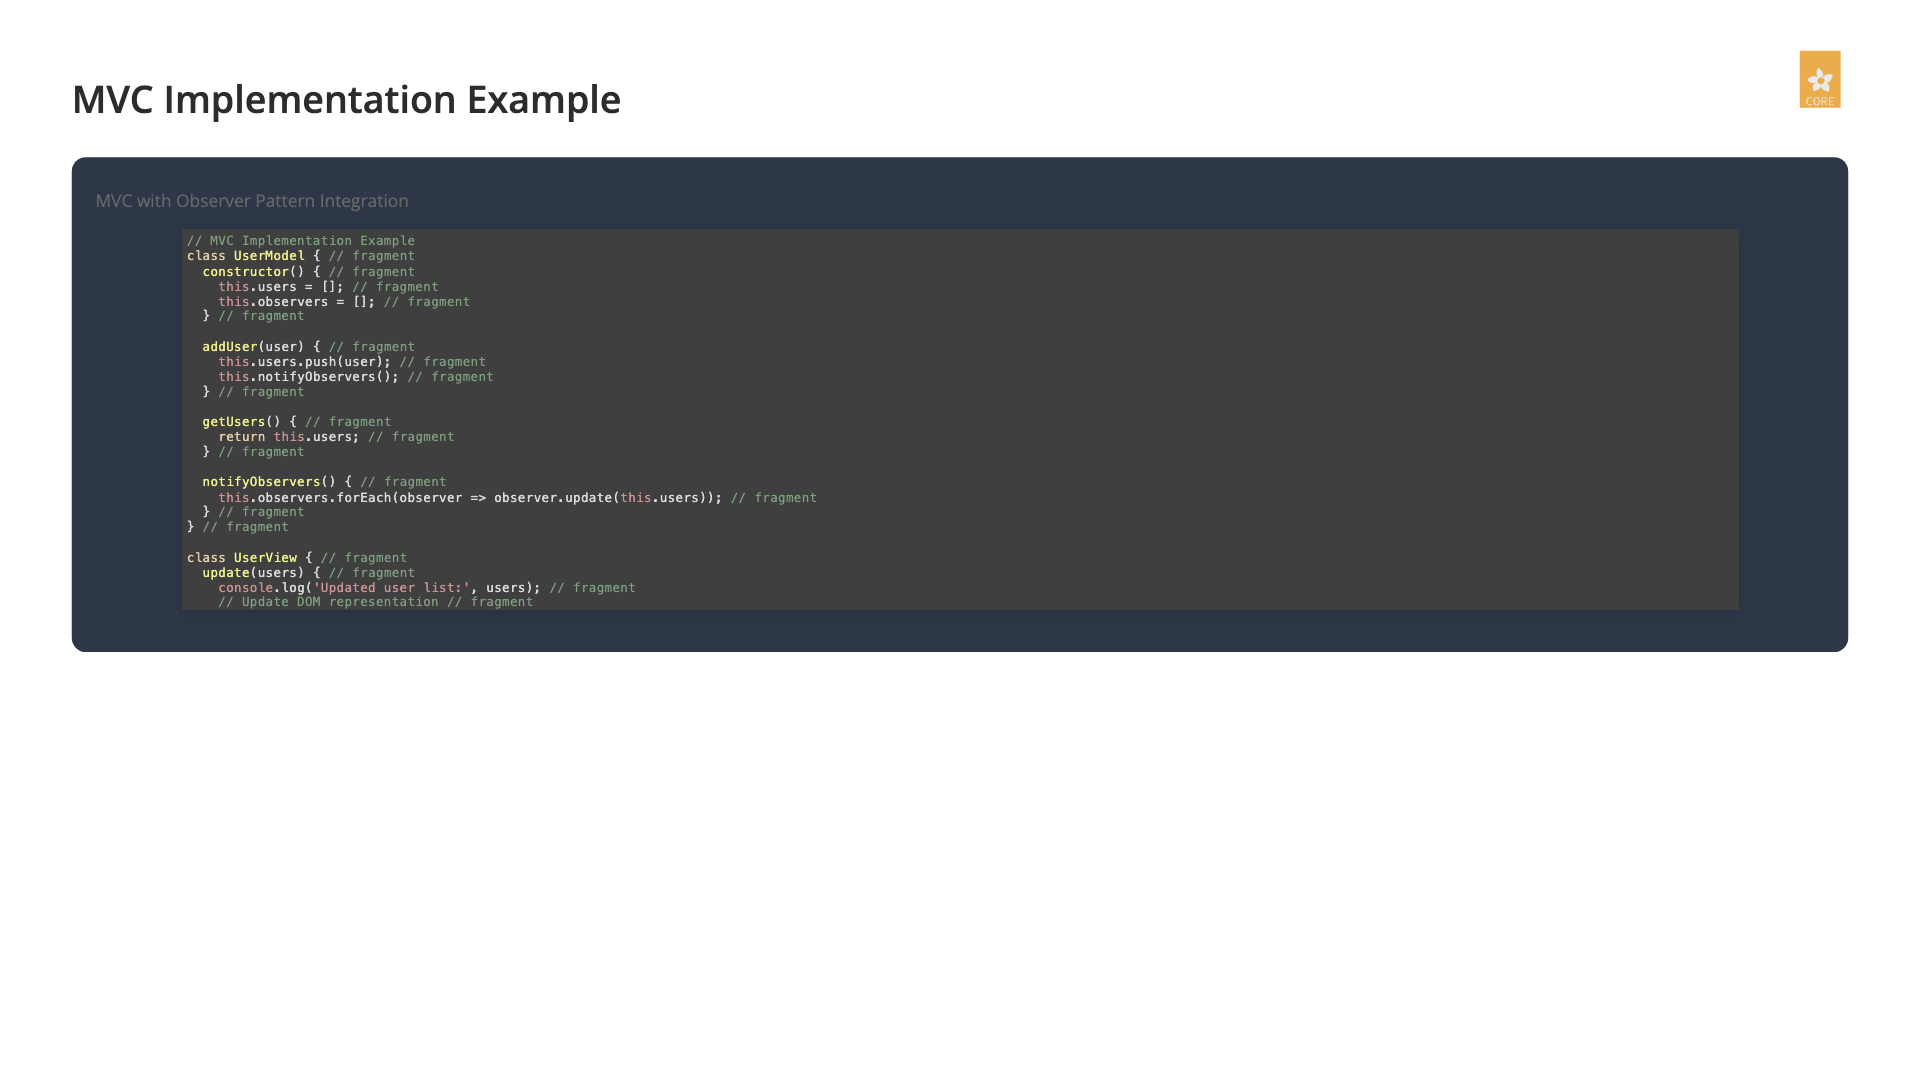 MVC Implementation Example
CORE
MVC with Observer Pattern Integration
// MVC Implementation Example
class UserModel { // fragment
  constructor() { // fragment
    this.users = []; // fragment
    this.observers = []; // fragment
  } // fragment
  addUser(user) { // fragment
    this.users.push(user); // fragment
    this.notifyObservers(); // fragment
  } // fragment
  getUsers() { // fragment
    return this.users; // fragment
  } // fragment
  notifyObservers() { // fragment
    this.observers.forEach(observer => observer.update(this.users)); // fragment
  } // fragment
} // fragment
class UserView { // fragment
  update(users) { // fragment
    console.log('Updated user list:', users); // fragment
    // Update DOM representation // fragment